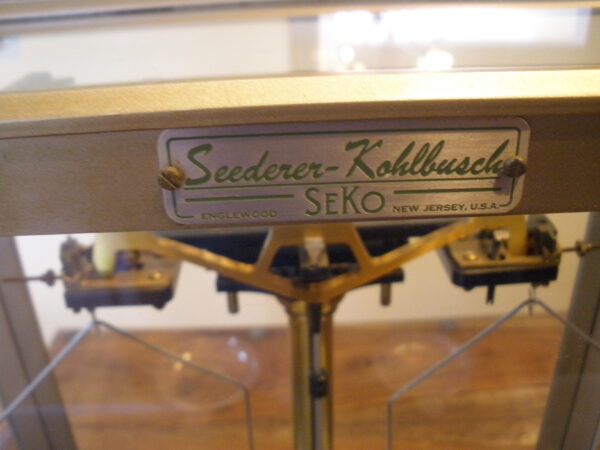 Seederer-Kohlbusch
SEKO
ENGLEWOOD NEW JERSEY, U.S.A.